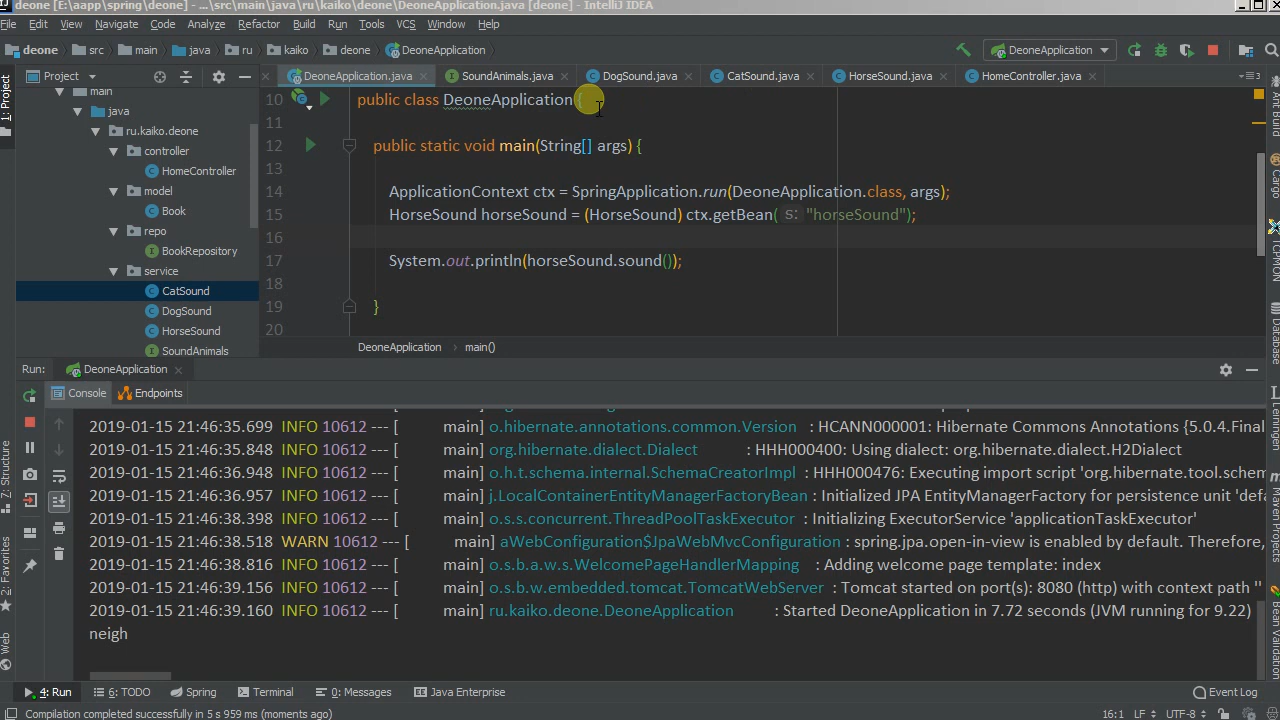 deone [E:\aapp\spring\deone] - ...\src\main\java\ru\kaiko\deone\DeoneApplication.java [deone] - IntelliJ IDEA
File Edit View Navigate Code Analyze Refactor Build Run Tools VCS Window Help
deone src main java ru kaiko deone DeoneApplication DeoneApplication
1: Project
Project
DeoneApplication.java SoundAnimals.java DogSound.java CatSound.java HorseSound.java HomeController.java
main
java
ru.kaiko.deone
controller
HomeController
model
Book
repo
BookRepository
service
CatSound
DogSound
HorseSound
SoundAnimals
10 public class DeoneApplication {
11
12 public static void main(String[] args) {
13
14 ApplicationContext ctx = SpringApplication.run(DeoneApplication.class, args);
15 HorseSound horseSound = (HorseSound) ctx.getBean( s: "horseSound");
16
17 System.out.println(horseSound.sound());
18
19 }
20
DeoneApplication main()
Ant Build
Cargo
TCPMON
Database
Maven Projects
Bean Validation
Run: DeoneApplication
Console Endpoints
2019-01-15 21:46:35.699 INFO 10612 --- [ main] o.hibernate.annotations.common.Version : HCANN000001: Hibernate Commons Annotations {5.0.4.Final
2019-01-15 21:46:35.848 INFO 10612 --- [ main] org.hibernate.dialect.Dialect : HHH000400: Using dialect: org.hibernate.dialect.H2Dialect
2019-01-15 21:46:36.948 INFO 10612 --- [ main] o.h.t.schema.internal.SchemaCreatorImpl : HHH000476: Executing import script 'org.hibernate.tool.schem
2019-01-15 21:46:36.957 INFO 10612 --- [ main] j.LocalContainerEntityManagerFactoryBean : Initialized JPA EntityManagerFactory for persistence unit 'defa
2019-01-15 21:46:38.398 INFO 10612 --- [ main] o.s.s.concurrent.ThreadPoolTaskExecutor : Initializing ExecutorService 'applicationTaskExecutor'
2019-01-15 21:46:38.518 WARN 10612 --- [ main] aWebConfiguration$JpaWebMvcConfiguration : spring.jpa.open-in-view is enabled by default. Therefore,
2019-01-15 21:46:38.816 INFO 10612 --- [ main] o.s.b.a.w.s.WelcomePageHandlerMapping : Adding welcome page template: index
2019-01-15 21:46:39.156 INFO 10612 --- [ main] o.s.b.w.embedded.tomcat.TomcatWebServer : Tomcat started on port(s): 8080 (http) with context path ''
2019-01-15 21:46:39.160 INFO 10612 --- [ main] ru.kaiko.deone.DeoneApplication : Started DeoneApplication in 7.72 seconds (JVM running for 9.22)
neigh
Z: Structure
2: Favorites
Web
4: Run 6: TODO Spring Terminal 0: Messages Java Enterprise Event Log
Compilation completed successfully in 5 s 959 ms (moments ago) 16:1 LF UTF-8